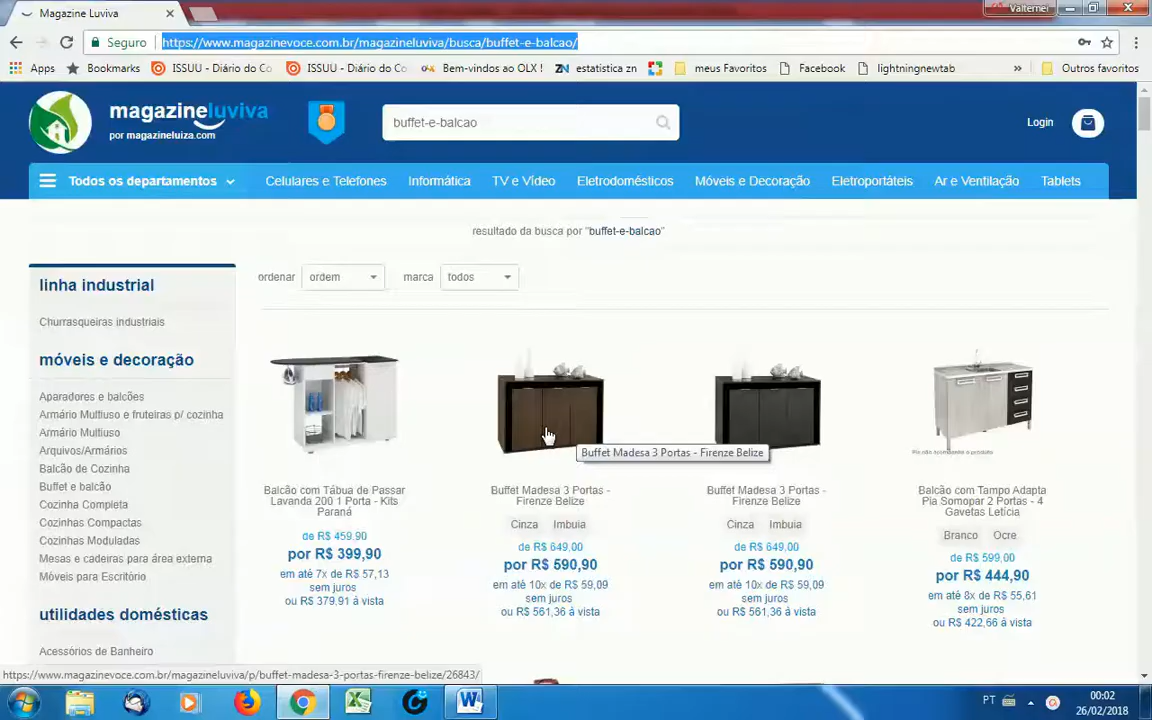 Magazine Luviva
Valternei
Seguro
https://www.magazinevoce.com.br/magazineluviva/busca/buffet-e-balcao/
Apps
Bookmarks
ISSUU - Diário do Co
ISSUU - Diário do Co
Bem-vindos ao OLX !
estatistica zn
meus Favoritos
Facebook
lightningnewtab
»
Outros favoritos
magazineluviva
por magazineluiza.com
buffet-e-balcao
Login
Todos os departamentos
Celulares e Telefones
Informática
TV e Vídeo
Eletrodomésticos
Móveis e Decoração
Eletroportáteis
Ar e Ventilação
Tablets
resultado da busca por "buffet-e-balcao"
ordenar
ordem
marca
todos
linha industrial
Churrasqueiras industriais
móveis e decoração
Aparadores e balcões
Armário Multiuso e fruteiras p/ cozinha
Armário Multiuso
Arquivos/Armários
Balcão de Cozinha
Buffet e balcão
Cozinha Completa
Cozinhas Compactas
Cozinhas Moduladas
Mesas e cadeiras para área externa
Móveis para Escritório
utilidades domésticas
Acessórios de Banheiro
Balcão com Tábua de Passar
Lavanda 200 1 Porta - Kits
Paraná
de R$ 459,90
por R$ 399,90
em até 7x de R$ 57,13
sem juros
ou R$ 379,91 á vista
Buffet Madesa 3 Portas - Firenze Belize
Buffet Madesa 3 Portas -
Firenze Belize
Cinza
Imbuia
de R$ 649,00
por R$ 590,90
em até 10x de R$ 59,09
sem juros
ou R$ 561,36 á vista
Buffet Madesa 3 Portas -
Firenze Belize
Cinza
Imbuia
de R$ 649,00
por R$ 590,90
em até 10x de R$ 59,09
sem juros
ou R$ 561,36 á vista
Pia não acompanha o produto
Balcão com Tampo Adapta
Pia Somopar 2 Portas - 4
Gavetas Letícia
Branco
Ocre
de R$ 599,00
por R$ 444,90
em até 8x de R$ 55,61
sem juros
ou R$ 422,66 á vista
https://www.magazinevoce.com.br/magazineluviva/p/buffet-madesa-3-portas-firenze-belize/26843/
PT
00:02
26/02/2018